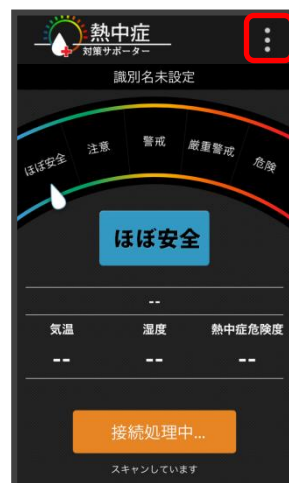 熱中症
対策サポーター
識別名未設定
ほぼ安全 注意 警戒 厳重警戒 危険
ほぼ安全
--
気温 湿度 熱中症危険度
-- -- --
接続処理中...
スキャンしています